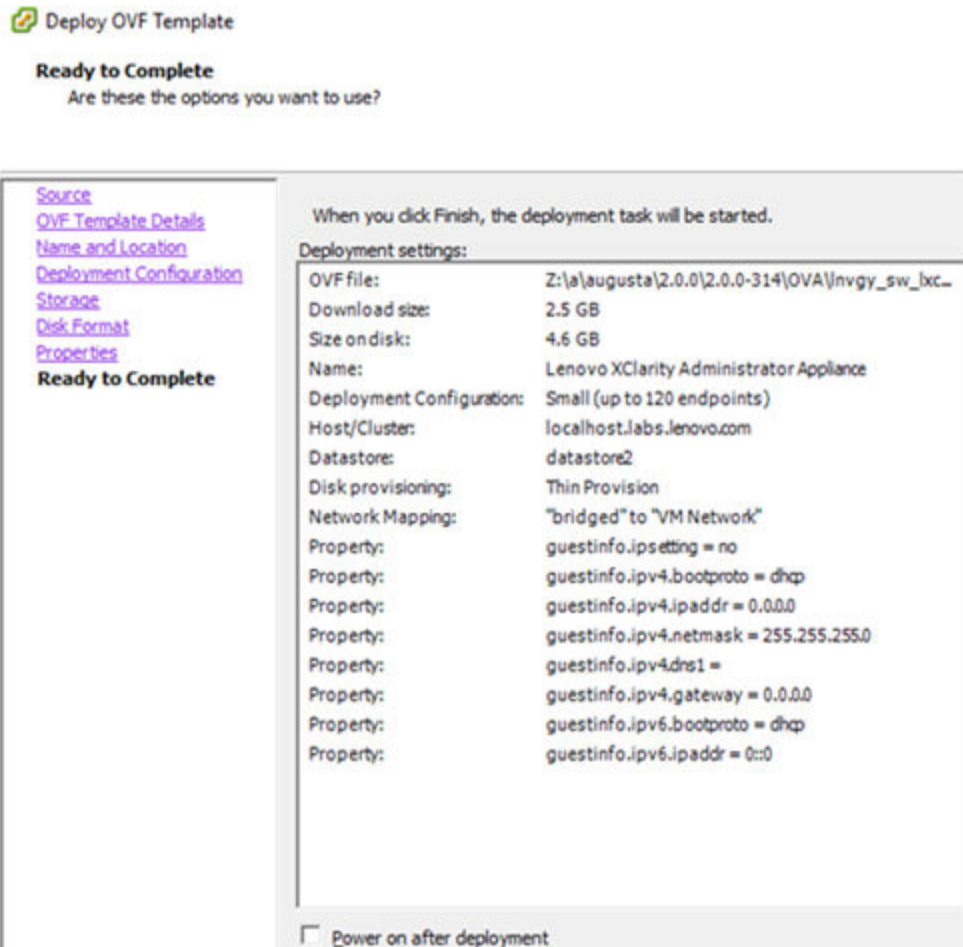 Deploy OVF Template
Ready to Complete
Are these the options you want to use?
Source
OVF Template Details
Name and Location
Deployment Configuration
Storage
Disk Format
Properties
Ready to Complete
When you click Finish, the deployment task will be started.
Deployment settings:
OVF file: Z:\a\augusta\2.0.0\2.0.0-314\OVA\lnvgy_sw_lxc...
Download size: 2.5 GB
Size on disk: 4.6 GB
Name: Lenovo XClarity Administrator Appliance
Deployment Configuration: Small (up to 120 endpoints)
Host/Cluster: localhost.labs.lenovo.com
Datastore: datastore2
Disk provisioning: Thin Provision
Network Mapping: "bridged" to "VM Network"
Property: guestinfo.ipsetting = no
Property: guestinfo.ipv4.bootproto = dhcp
Property: guestinfo.ipv4.ipaddr = 0.0.0.0
Property: guestinfo.ipv4.netmask = 255.255.255.0
Property: guestinfo.ipv4.dns1 =
Property: guestinfo.ipv4.gateway = 0.0.0.0
Property: guestinfo.ipv6.bootproto = dhcp
Property: guestinfo.ipv6.ipaddr = 0::0
Power on after deployment